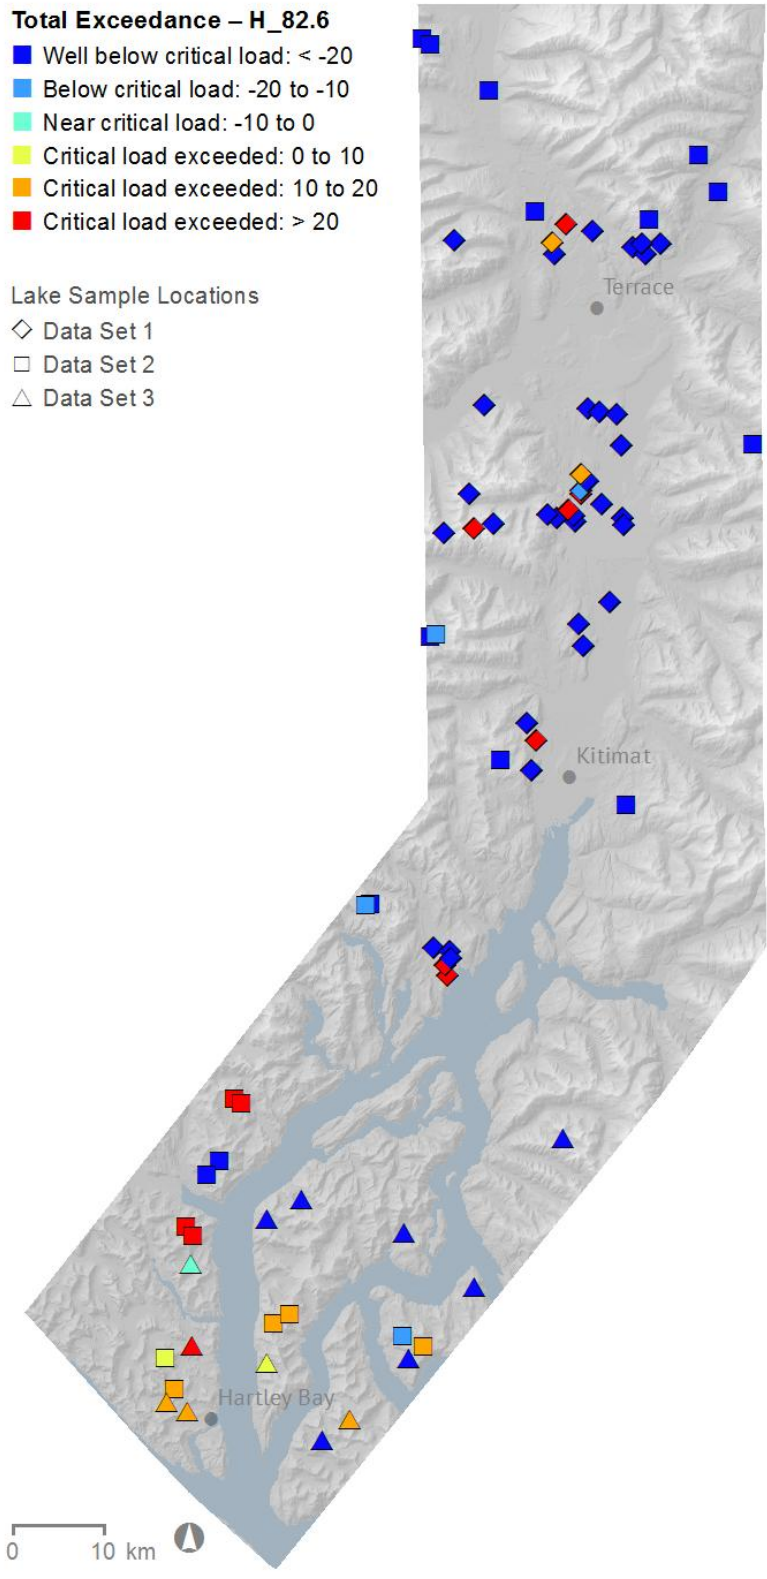 Total Exceedance – H_82.6
Well below critical load: < -20
Below critical load: -20 to -10
Near critical load: -10 to 0
Critical load exceeded: 0 to 10
Critical load exceeded: 10 to 20
Critical load exceeded: > 20
Lake Sample Locations
Data Set 1
Data Set 2
Data Set 3
Terrace
Kitimat
Hartley Bay
0 10 km